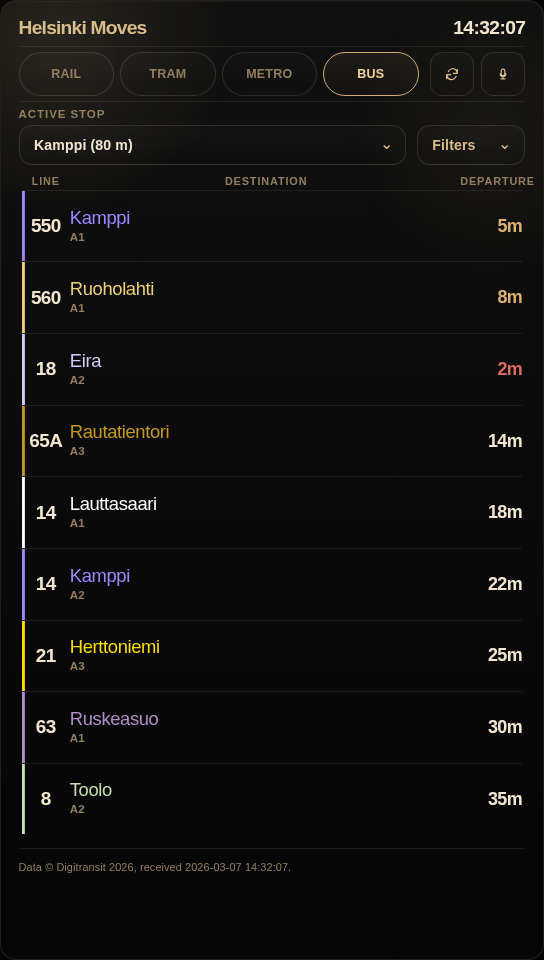 Helsinki Moves 14:32:07
RAIL TRAM METRO BUS
ACTIVE STOP
Kamppi (80 m) Filters
LINE DESTINATION DEPARTURE
550 Kamppi 5m
A1
560 Ruoholahti 8m
A1
18 Eira 2m
A2
65A Rautatientori 14m
A3
14 Lauttasaari 18m
A1
14 Kamppi 22m
A2
21 Herttoniemi 25m
A3
63 Ruskeasuo 30m
A1
8 Toolo 35m
A2
Data © Digitransit 2026, received 2026-03-07 14:32:07.